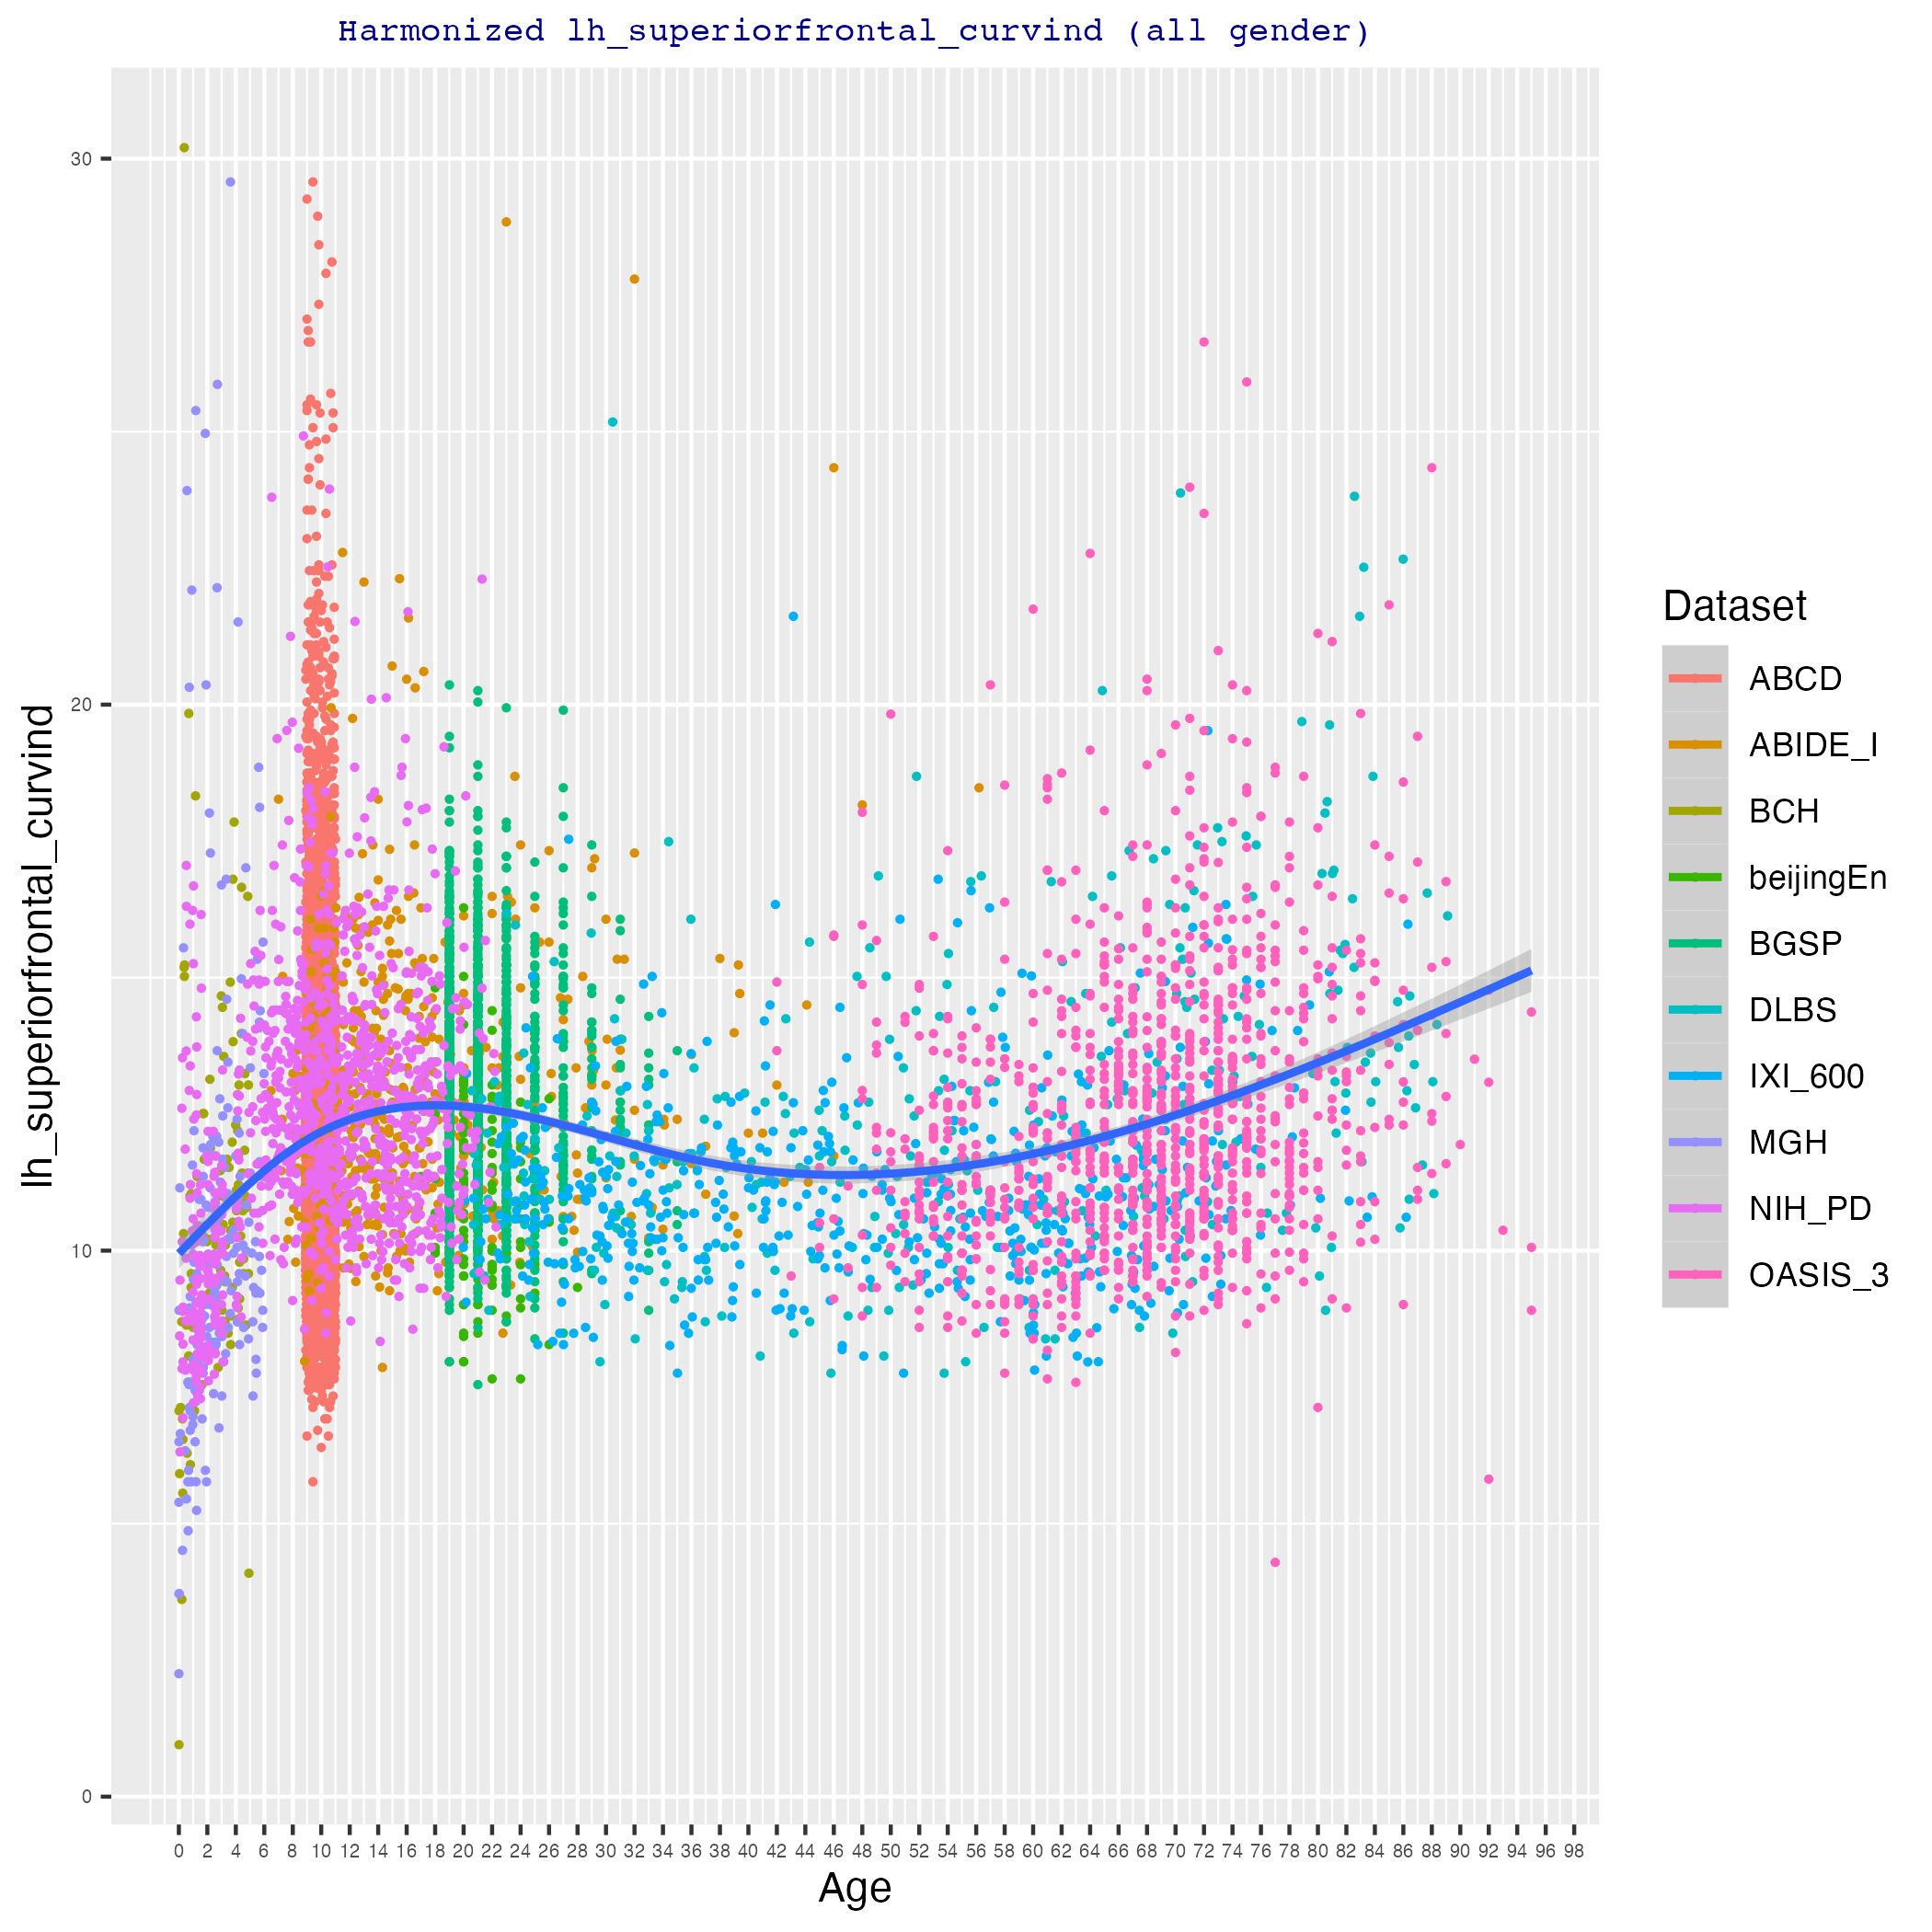 Harmonized lh_superiorfrontal_curvind (all gender)
30
20
10
0
lh_superiorfrontal_curvind
0 2 4 6 8 10 12 14 16 18 20 22 24 26 28 30 32 34 36 38 40 42 44 46 48 50 52 54 56 58 60 62 64 66 68 70 72 74 76 78 80 82 84 86 88 90 92 94 96 98
Age
Dataset
ABCD
ABIDE_I
BCH
beijingEn
BGSP
DLBS
IXI_600
MGH
NIH_PD
OASIS_3